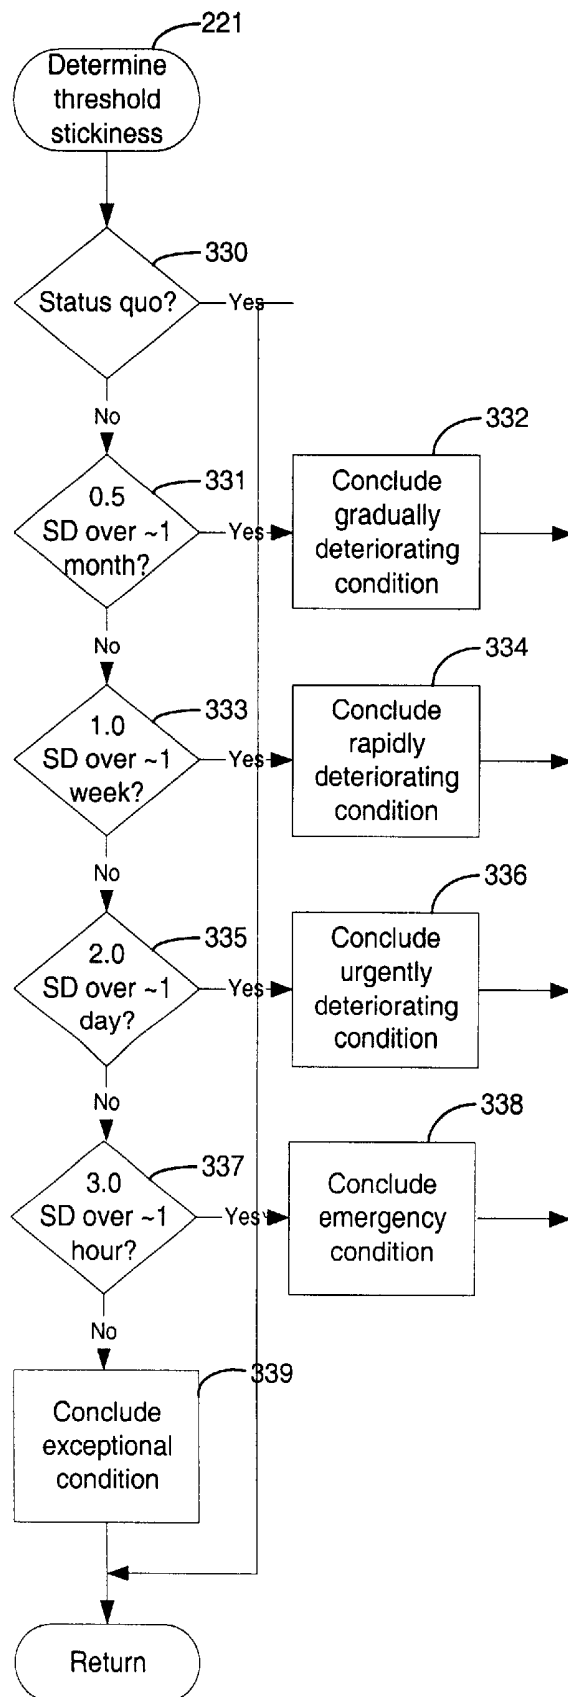 221
Determine
threshold
stickiness
330
Status quo?
Yes
No
331
0.5
SD over ~1
month?
Yes
332
Conclude
gradually
deteriorating
condition
No
333
1.0
SD over ~1
week?
Yes
334
Conclude
rapidly
deteriorating
condition
No
335
2.0
SD over ~1
day?
Yes
336
Conclude
urgently
deteriorating
condition
No
337
3.0
SD over ~1
hour?
Yes
338
Conclude
emergency
condition
No
339
Conclude
exceptional
condition
Return